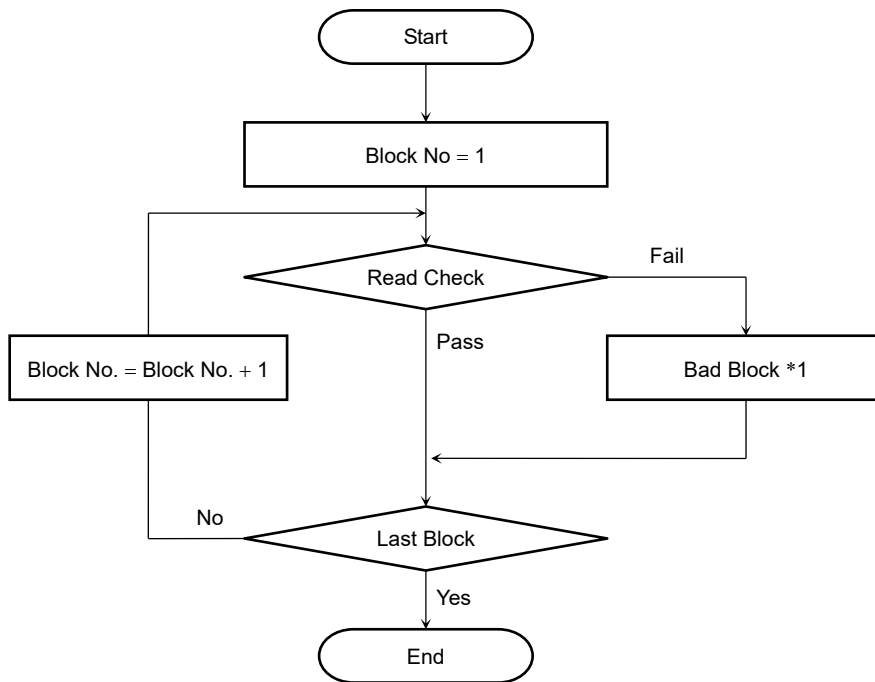 Start
Block No = 1
Read Check
Fail
Pass
Block No. = Block No. + 1
Bad Block *1
No
Last Block
Yes
End